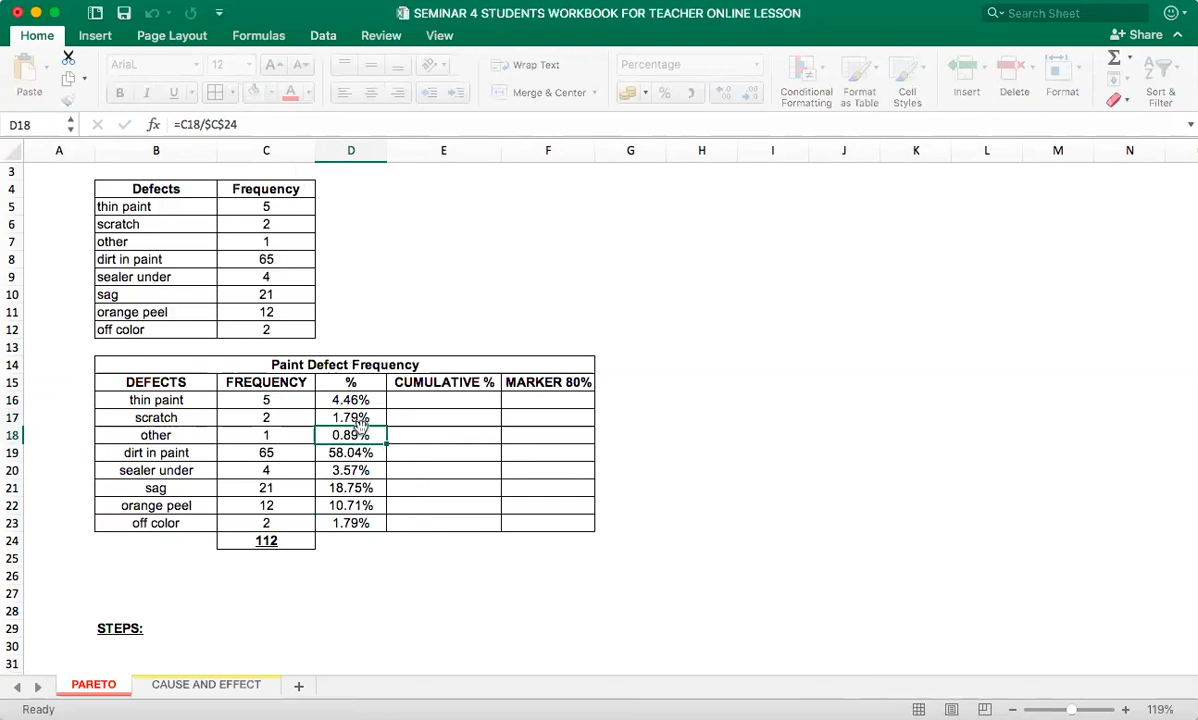 SEMINAR 4 STUDENTS WORKBOOK FOR TEACHER ONLINE LESSON
Search Sheet
Home Insert Page Layout Formulas Data Review View
Share
Paste
Arial 12
A A
B I U A
Wrap Text
Merge & Center
Percentage
%
Conditional Formatting
Format as Table
Cell Styles
Insert Delete Format
Sort & Filter
D18 fx =C18/$C$24
A B C D E F G H I J K L M N
3
4 Defects Frequency
5 thin paint 5
6 scratch 2
7 other 1
8 dirt in paint 65
9 sealer under 4
10 sag 21
11 orange peel 12
12 off color 2
13
14 Paint Defect Frequency
15 DEFECTS FREQUENCY % CUMULATIVE % MARKER 80%
16 thin paint 5 4.46%
17 scratch 2 1.79%
18 other 1 0.89%
19 dirt in paint 65 58.04%
20 sealer under 4 3.57%
21 sag 21 18.75%
22 orange peel 12 10.71%
23 off color 2 1.79%
24 112
25
26
27
28
29 STEPS:
30
31
PARETO CAUSE AND EFFECT
Ready 119%